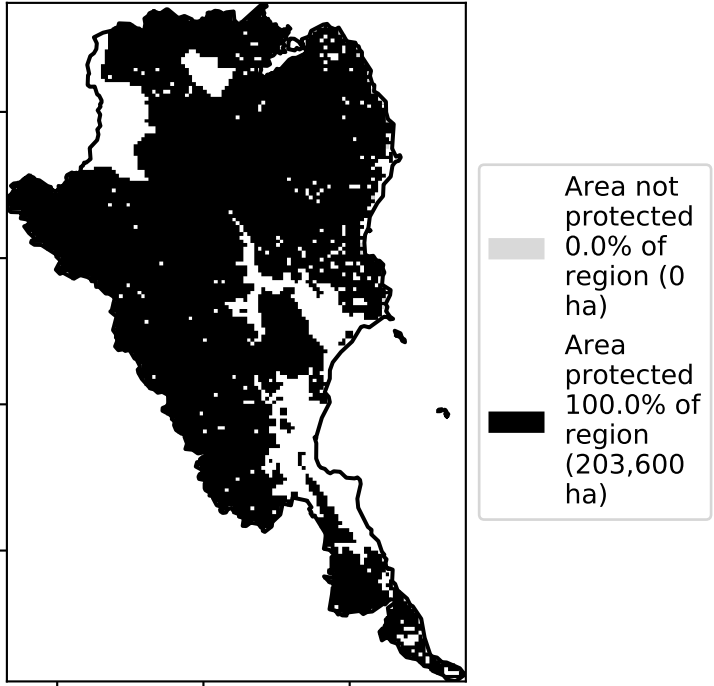 Area not
protected
0.0% of
region (0
ha)
Area
protected
100.0% of
region
(203,600
ha)